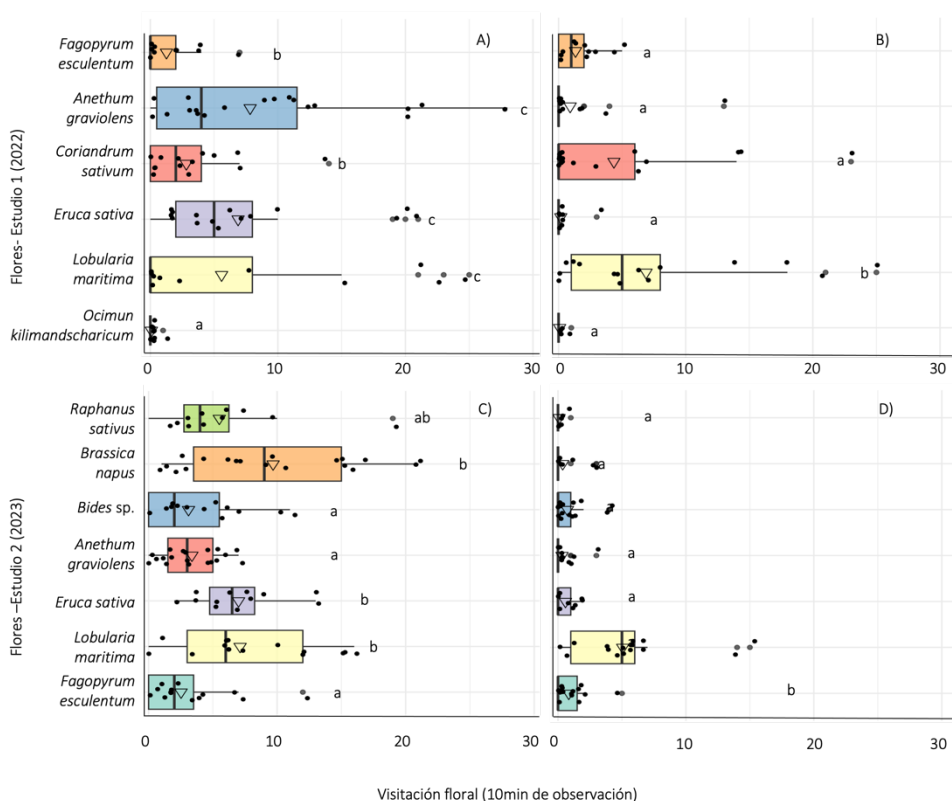 A)
Fagopyrum
esculentum
b
Anethum
graviolens
c
Coriandrum
sativum
b
Eruca sativa
c
Lobularia
maritima
c
Ocimun
kilimandscharicum
a
Flores- Estudio 1 (2022)
0
10
20
30
B)
a
a
a
a
b
a
0
10
20
30
C)
Raphanus
sativus
ab
Brassica
napus
b
Bides sp.
a
Anethum
graviolens
a
Eruca sativa
b
Lobularia
maritima
b
Fagopyrum
esculentum
a
Flores –Estudio 2 (2023)
0
10
20
30
D)
a
a
a
a
a
b
0
10
20
30
Visitación floral (10min de observación)